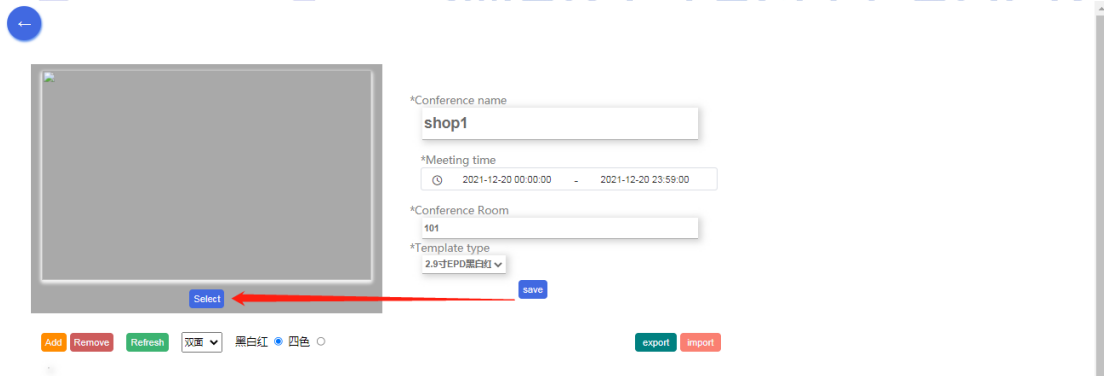 ←
*Conference name
shop1
*Meeting time
2021-12-20 00:00:00 - 2021-12-20 23:59:00
*Conference Room
101
*Template type
2.9寸EPD黑白红
save
Select
Add Remove Refresh 双面 黑白红 四色 export import